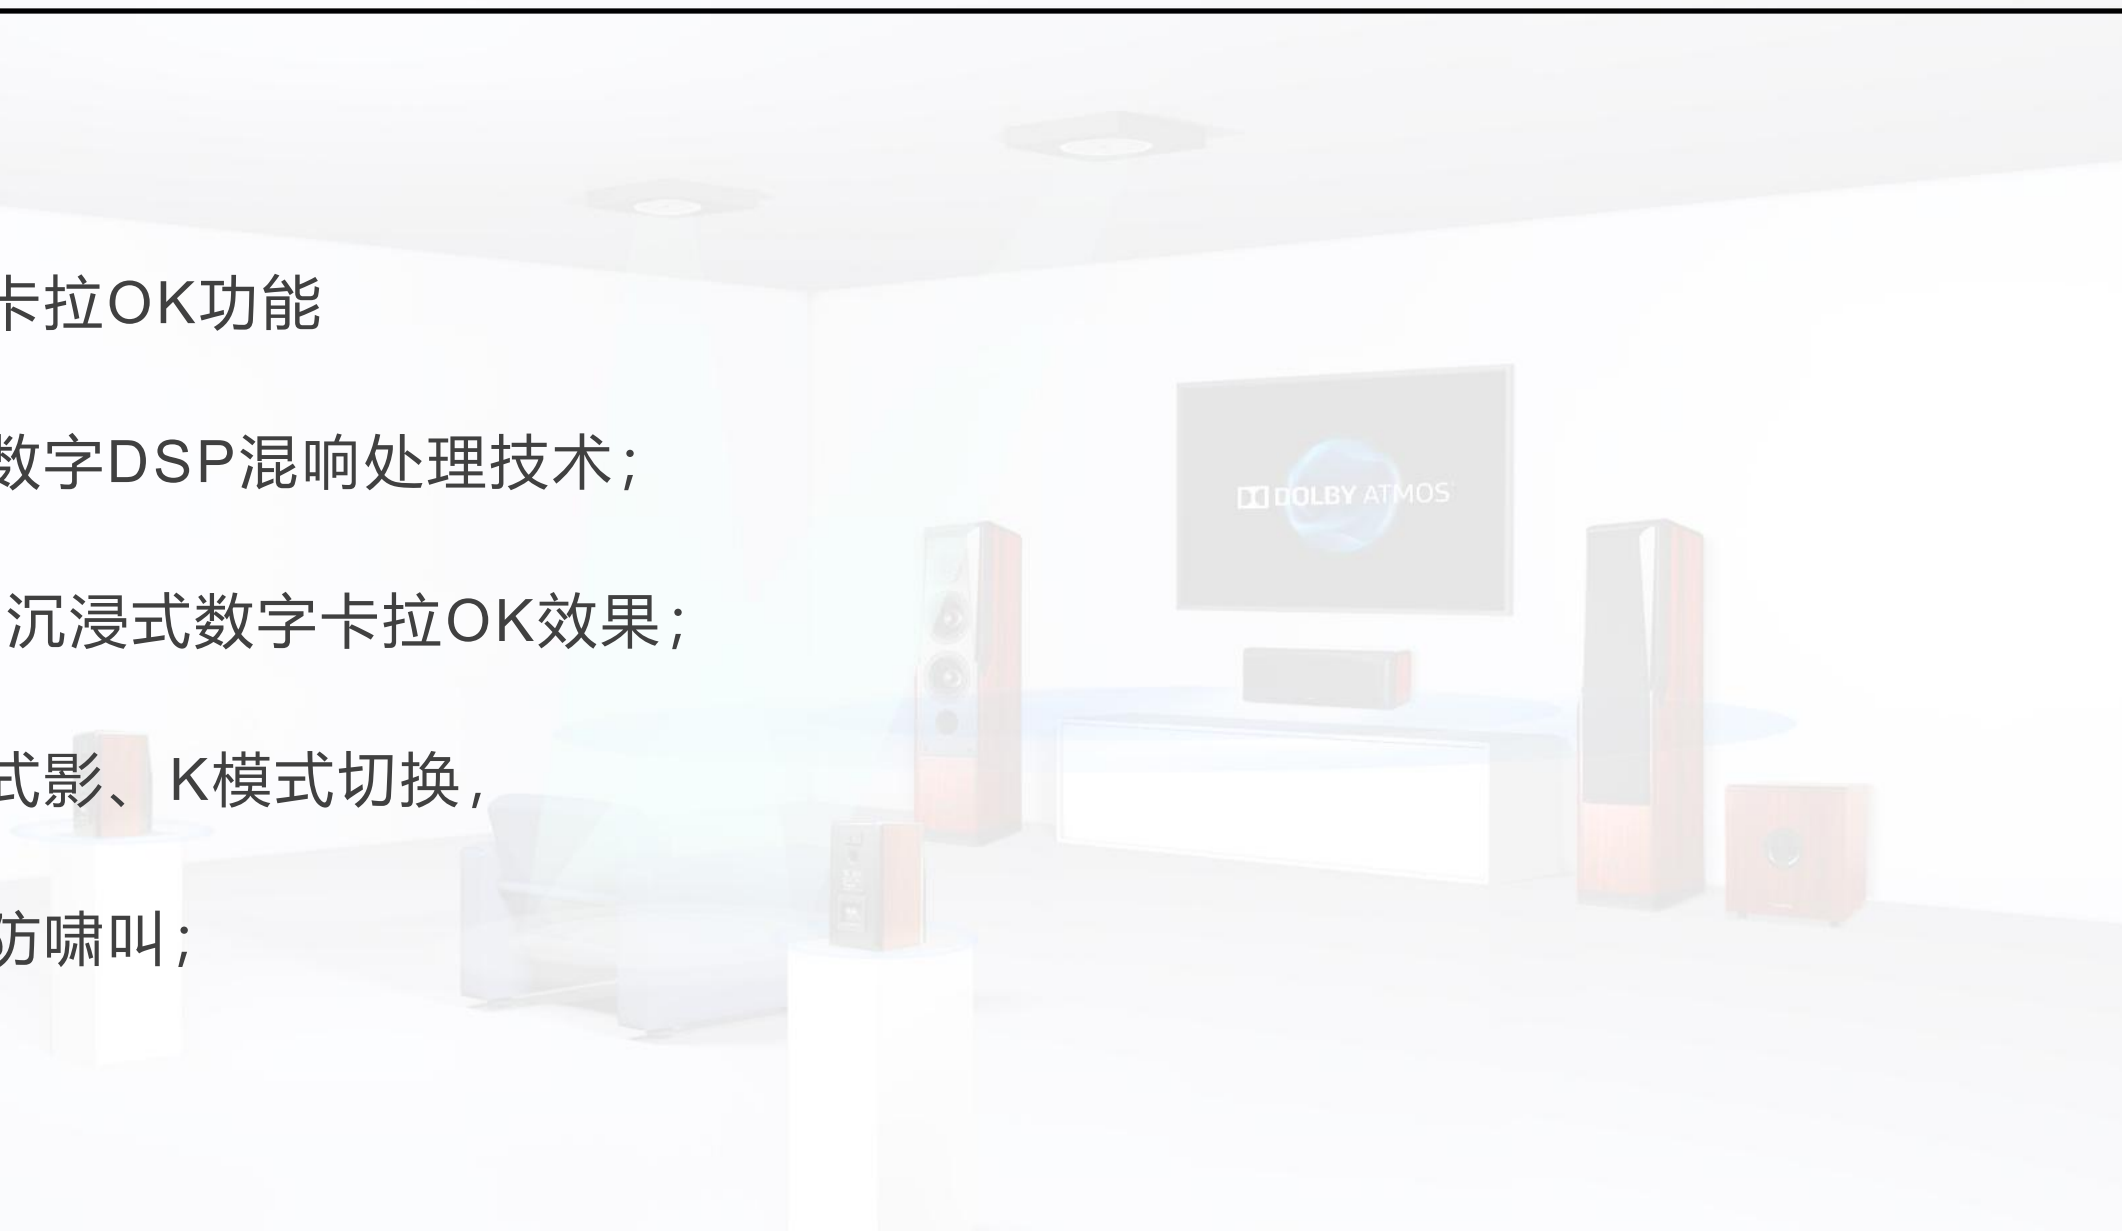 卡拉OK功能
数字DSP混响处理技术；
沉浸式数字卡拉OK效果；
式影、K模式切换，
防啸叫；
DOLBY ATMOS